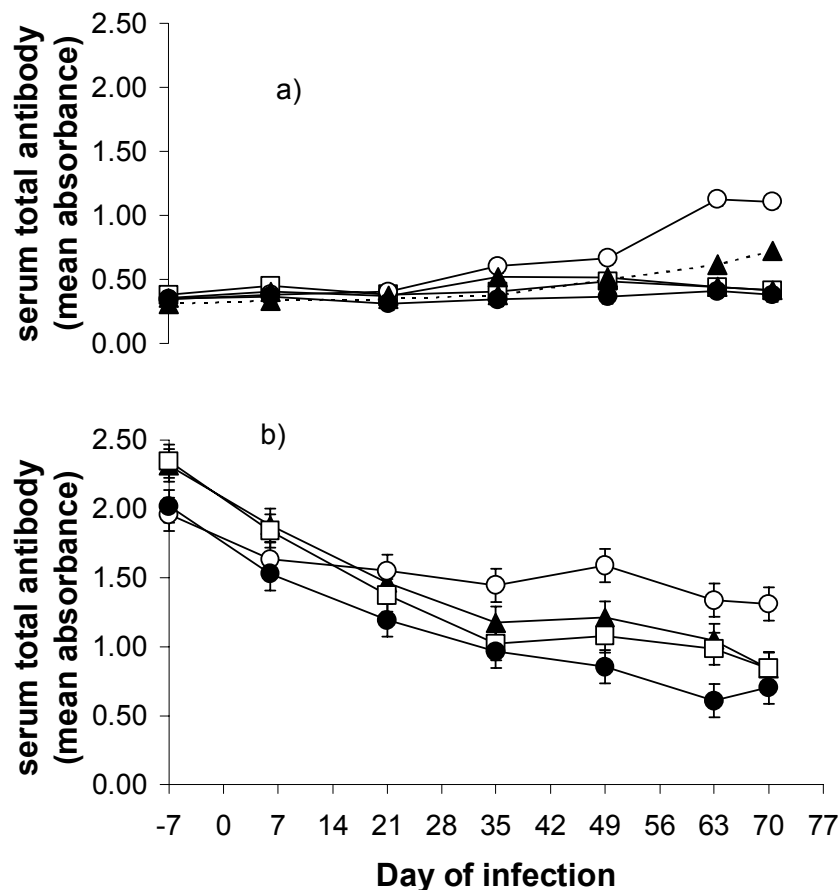 serum total antibody
(mean absorbance)
2.50
2.00
1.50
1.00
0.50
0.00
a)
serum total antibody
(mean absorbance)
2.50
2.00
1.50
1.00
0.50
0.00
b)
-7 0 7 21 28 35 42 49 56 63 70 77
Day of infection